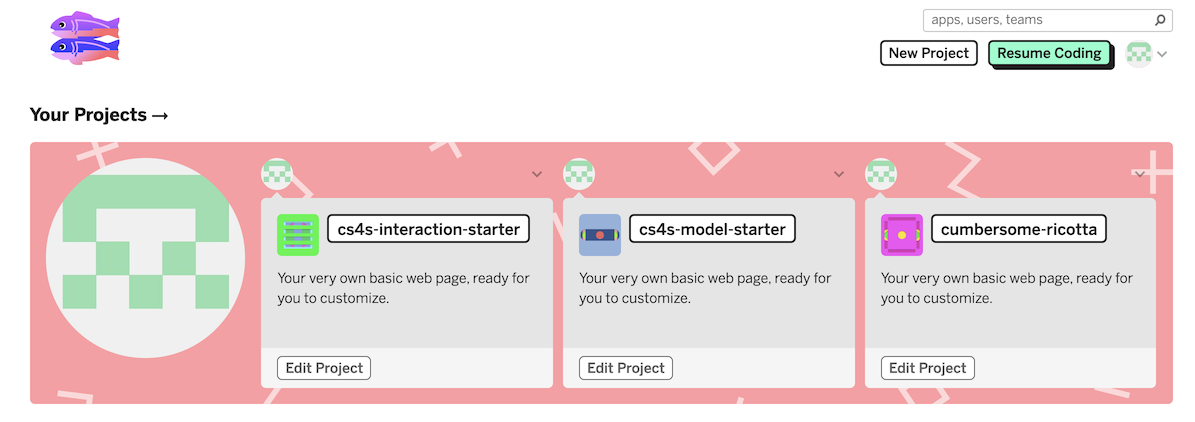 apps, users, teams
New Project
Resume Coding
Your Projects →
cs4s-interaction-starter
Your very own basic web page, ready for
you to customize.
Edit Project
cs4s-model-starter
Your very own basic web page, ready for
you to customize.
Edit Project
cumbersome-ricotta
Your very own basic web page, ready for
you to customize.
Edit Project